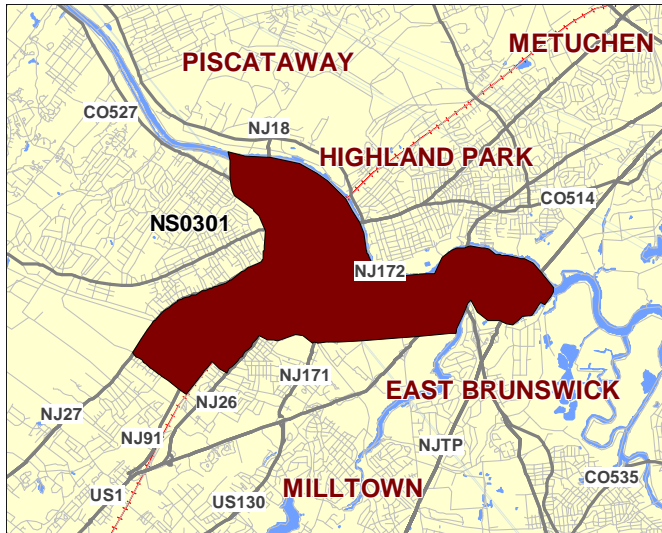 METUCHEN
PISCATAWAY
CO527
NJ18
HIGHLAND PARK
CO514
NS0301
NJ172
EAST BRUNSWICK
NJ171
NJ26
NJ27
NJ91
NJTP
CO535
MILLTOWN
US1
US130